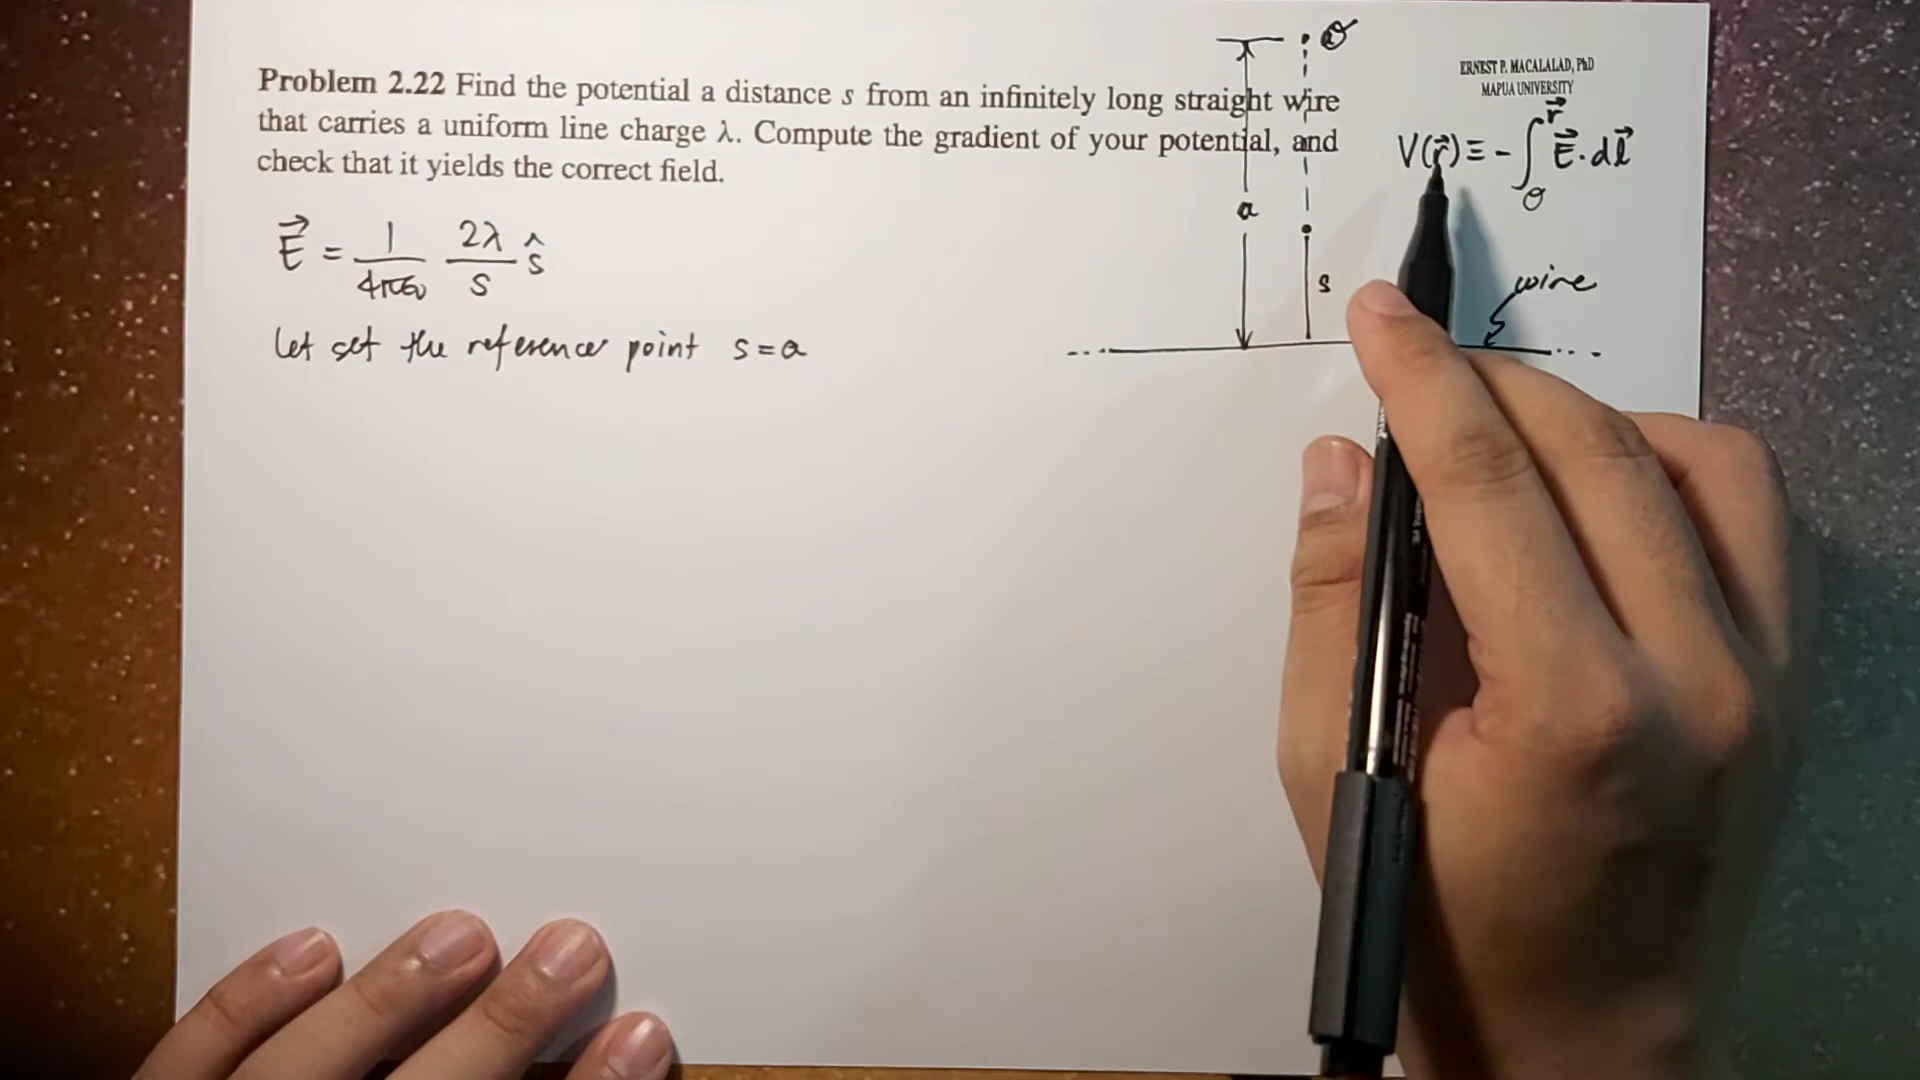 Problem 2.22 Find the potential a distance s from an infinitely long straight wire
that carries a uniform line charge λ. Compute the gradient of your potential, and
check that it yields the correct field.
ERNEST P. MACALALAD, PhD
MAPUA UNIVERSITY
V(r⃗) ≡ - ∫_O^r⃗ E⃗ · dl⃗
O
a
s
wire
E⃗ = 1/4πε₀ 2λ/s ŝ
Let set the reference point s = a